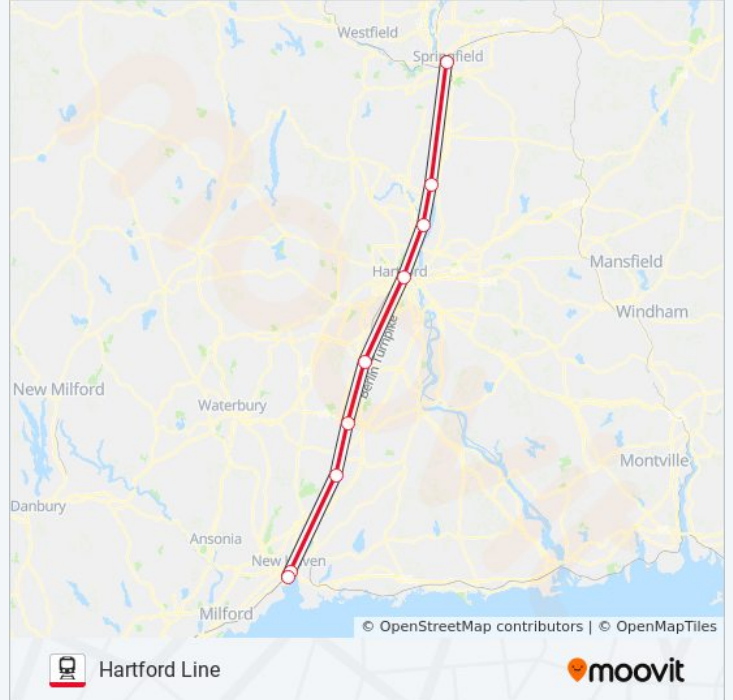 Westfield
Springfield
Hartford
Mansfield
Windham
Berlin Turnpike
New Milford
Waterbury
Montville
Danbury
Ansonia
New Haven
Milford
© OpenStreetMap contributors | © OpenMapTiles
Hartford Line
moovit